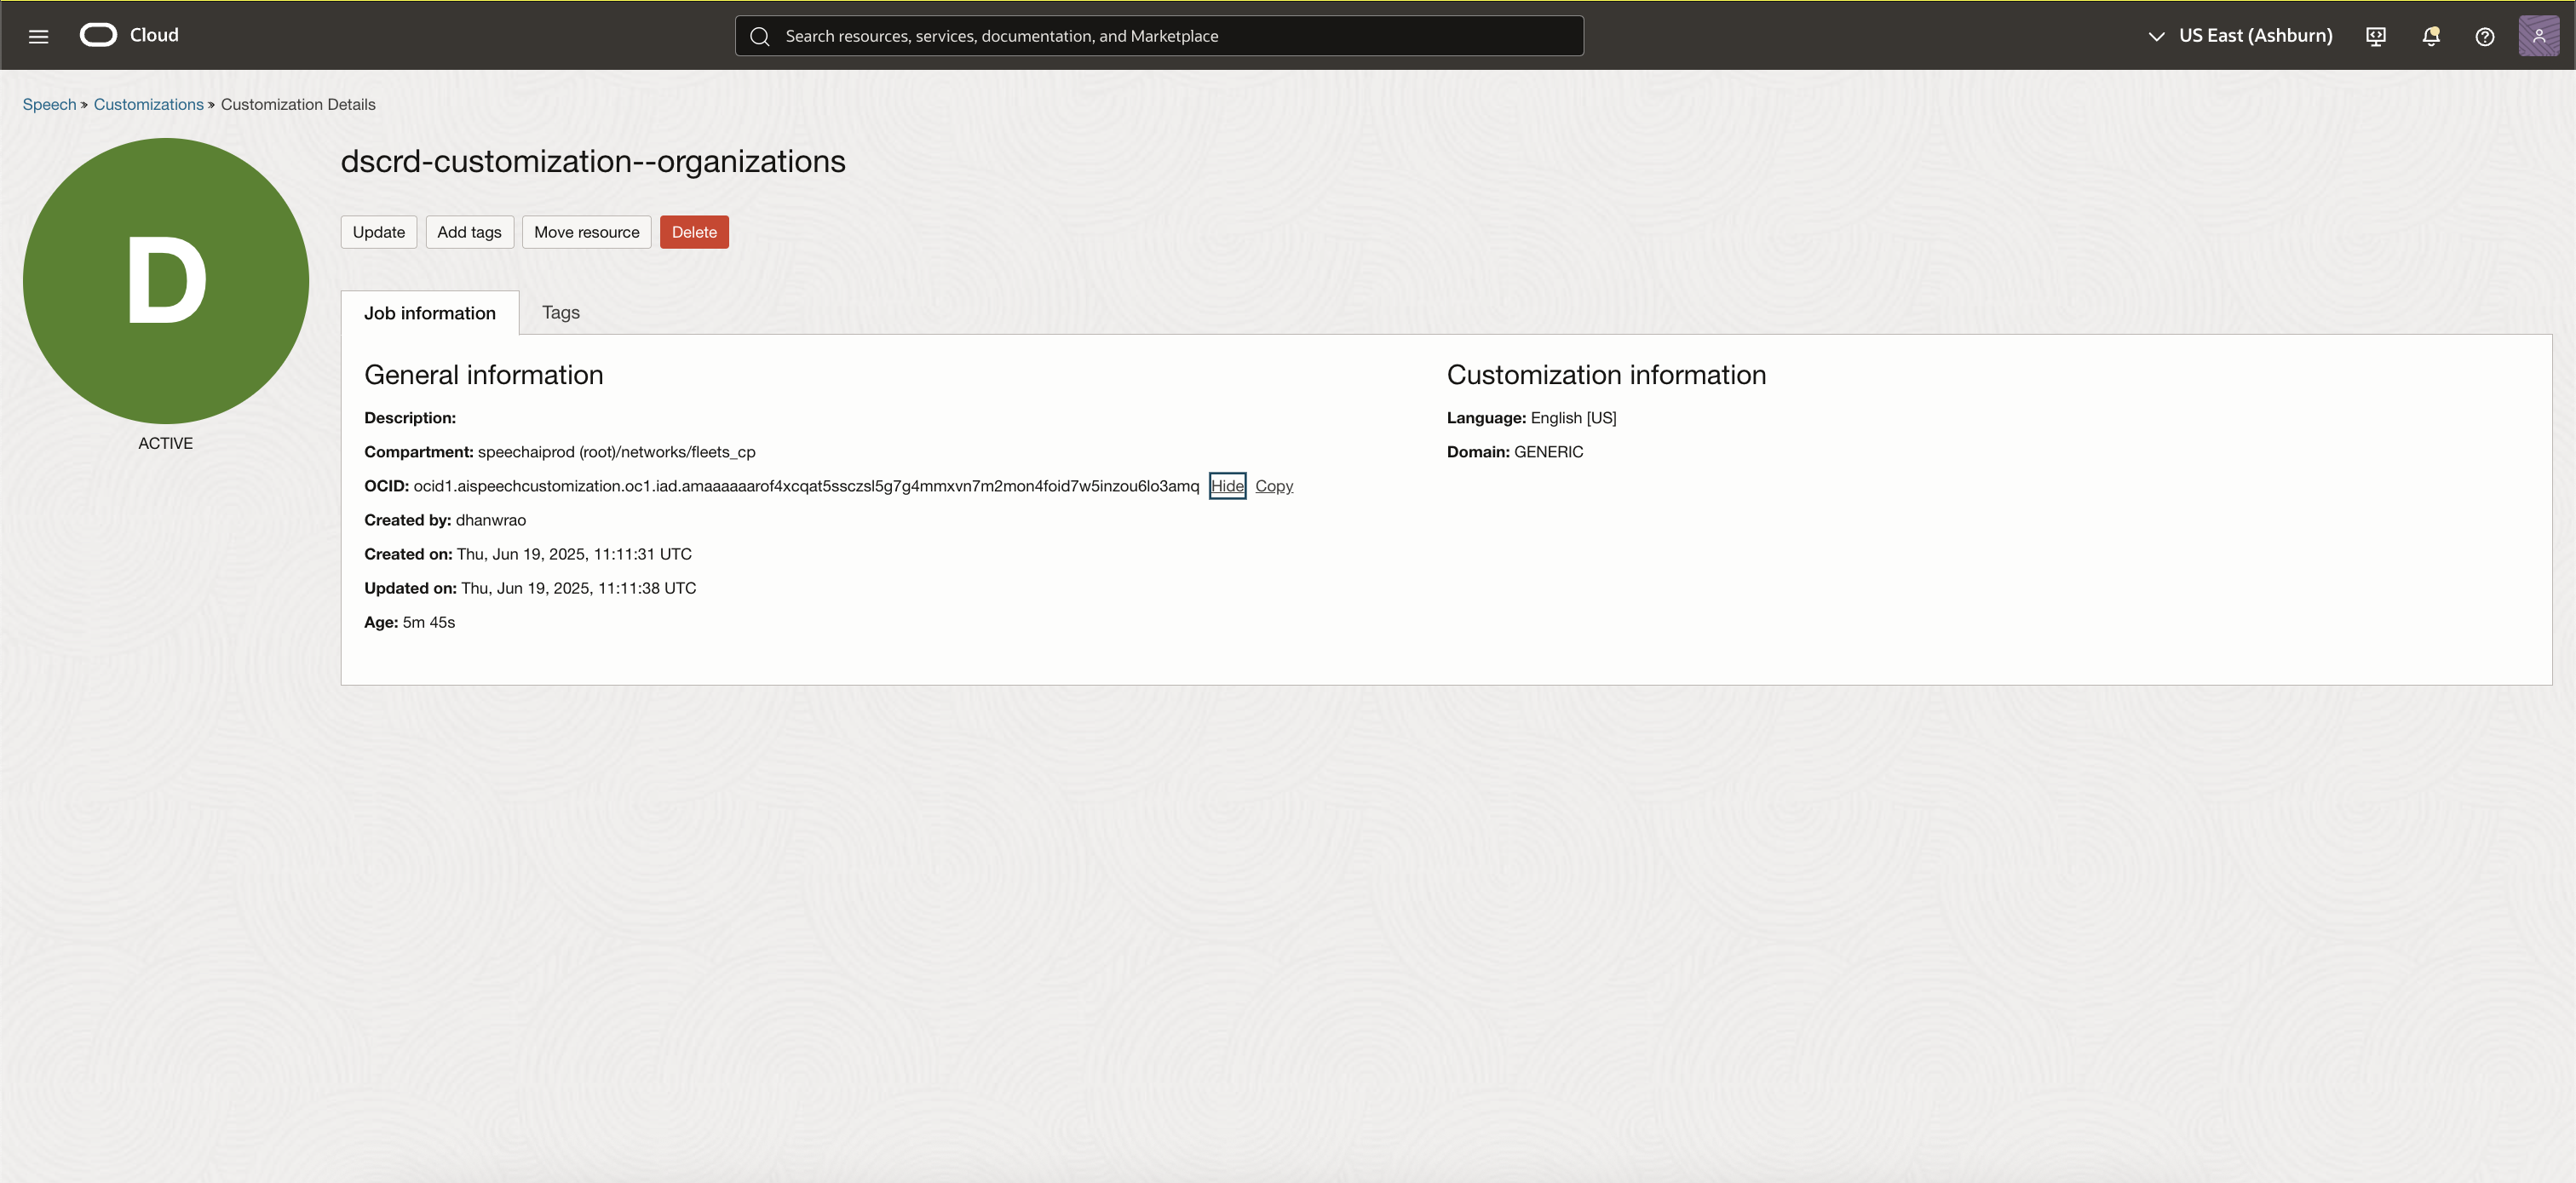 Cloud
Search resources, services, documentation, and Marketplace
US East (Ashburn)
Speech » Customizations » Customization Details
D
ACTIVE
dscrd-customization--organizations
Update
Add tags
Move resource
Delete
Job information
Tags
General information
Description:
Compartment: speechaiprod (root)/networks/fleets_cp
OCID: ocid1.aispeechcustomization.oc1.iad.amaaaaaarof4xcqat5ssczsl5g7g4mmxvn7m2mon4foid7w5inzou6lo3amq Hide Copy
Created by: dhanwrao
Created on: Thu, Jun 19, 2025, 11:11:31 UTC
Updated on: Thu, Jun 19, 2025, 11:11:38 UTC
Age: 5m 45s
Customization information
Language: English [US]
Domain: GENERIC